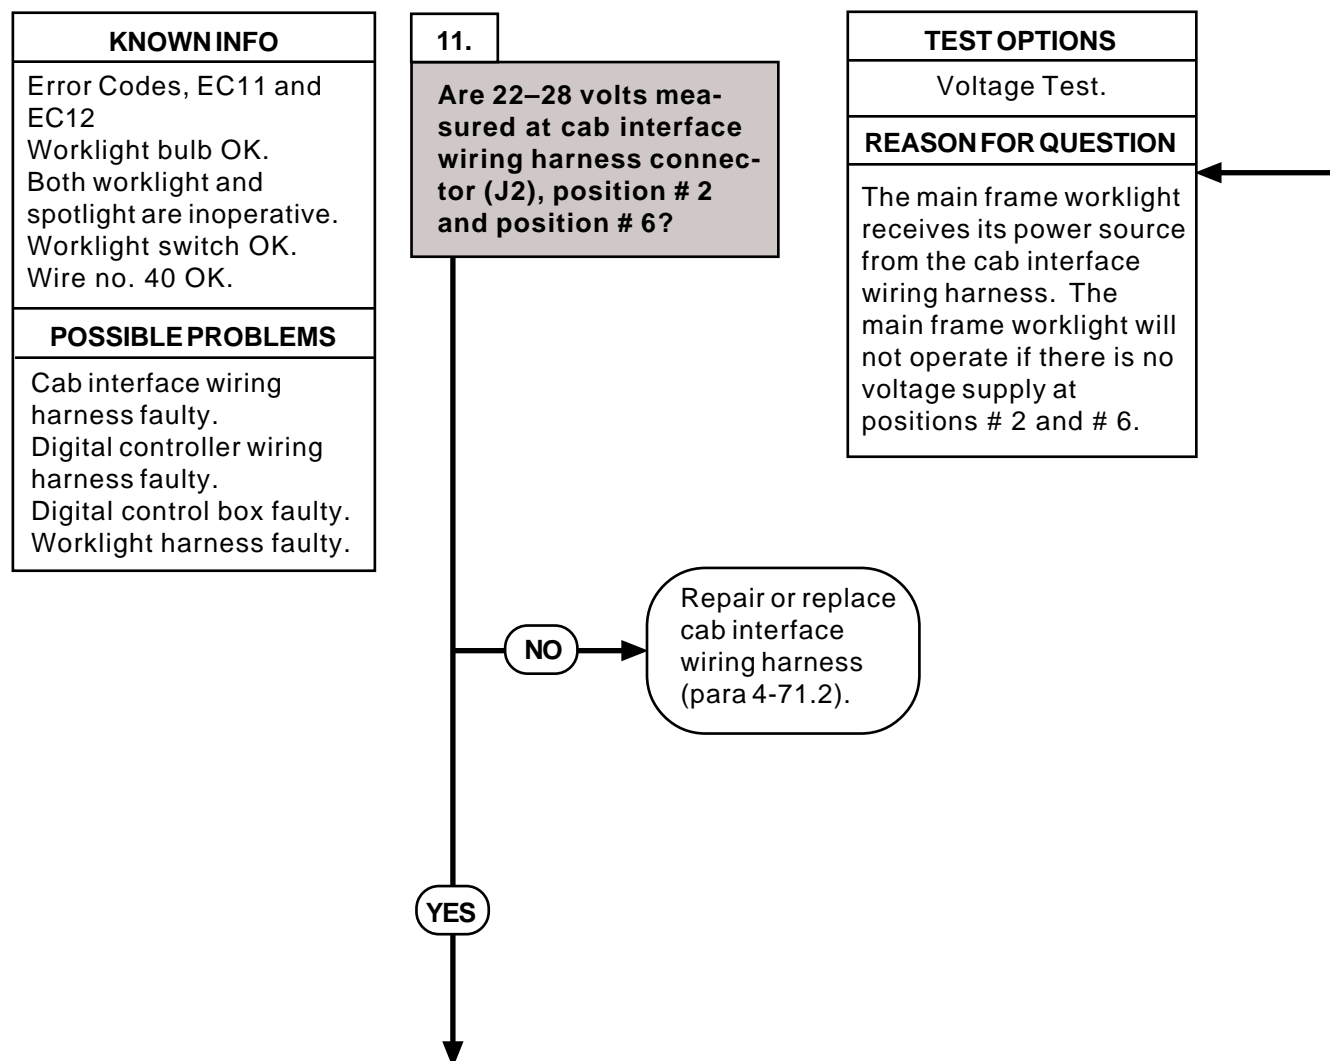 KNOWN INFO
Error Codes, EC11 and
EC12
Worklight bulb OK.
Both worklight and
spotlight are inoperative.
Worklight switch OK.
Wire no. 40 OK.
POSSIBLE PROBLEMS
Cab interface wiring
harness faulty.
Digital controller wiring
harness faulty.
Digital control box faulty.
Worklight harness faulty.
11.
Are 22–28 volts mea-
sured at cab interface
wiring harness connec-
tor (J2), position # 2
and position # 6?
TEST OPTIONS
Voltage Test.
REASON FOR QUESTION
The main frame worklight
receives its power source
from the cab interface
wiring harness. The
main frame worklight will
not operate if there is no
voltage supply at
positions # 2 and # 6.
NO
Repair or replace
cab interface
wiring harness
(para 4-71.2).
YES